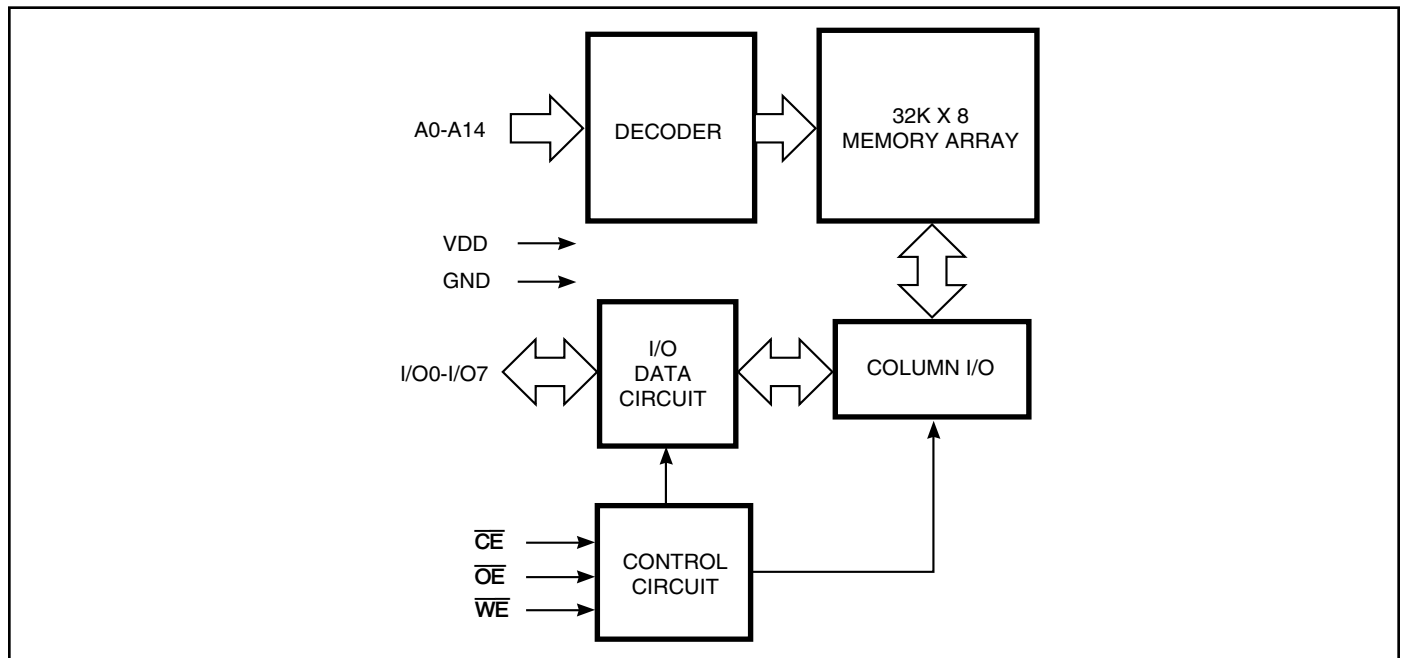 A0-A14
DECODER
32K X 8
MEMORY ARRAY
VDD
GND
I/O0-I/O7
I/O
DATA
CIRCUIT
COLUMN I/O
CE
OE
WE
CONTROL
CIRCUIT